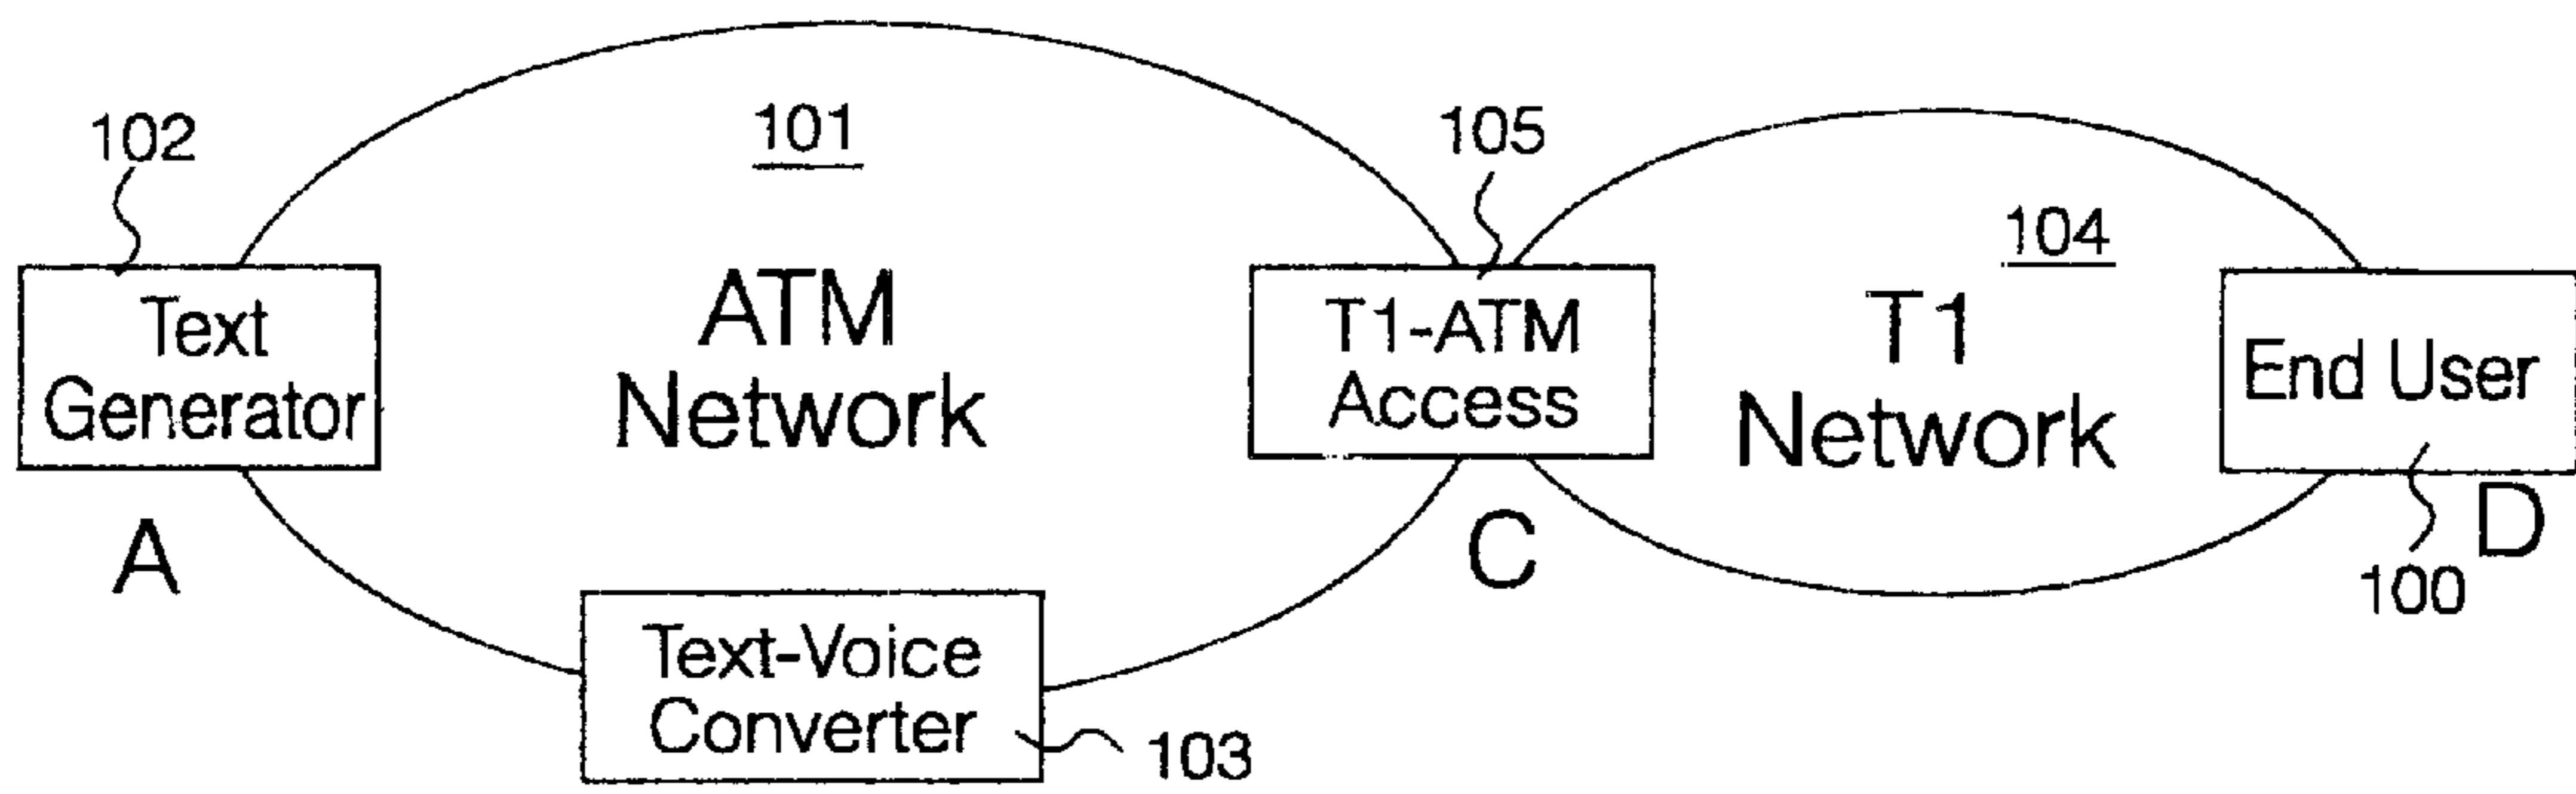 102
101
105
104
Text
Generator
ATM
Network
T1-ATM
Access
T1
Network
End User
A
C
D
100
Text-Voice
Converter
103